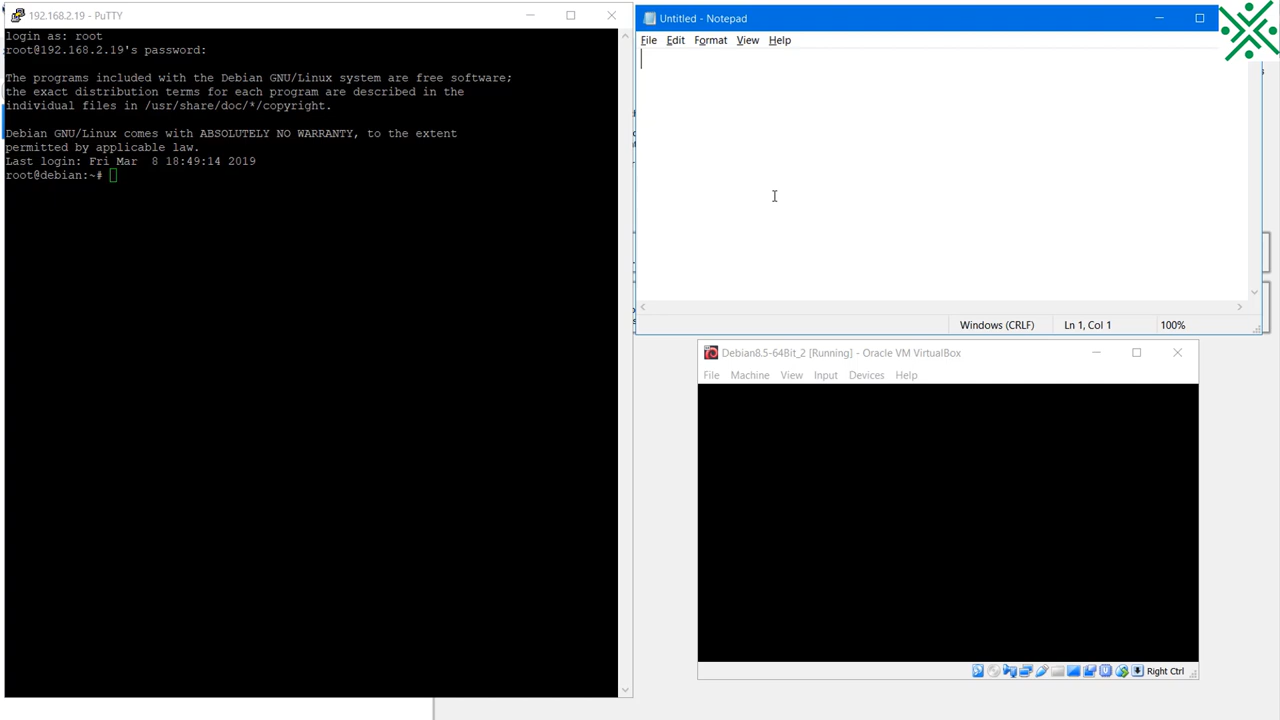 192.168.2.19 - PuTTY
login as: root
root@192.168.2.19's password:
The programs included with the Debian GNU/Linux system are free software;
the exact distribution terms for each program are described in the
individual files in /usr/share/doc/*/copyright.
Debian GNU/Linux comes with ABSOLUTELY NO WARRANTY, to the extent
permitted by applicable law.
Last login: Fri Mar  8 18:49:14 2019
root@debian:~#
Untitled - Notepad
File Edit Format View Help
Windows (CRLF) Ln 1, Col 1 100%
Debian8.5-64Bit_2 [Running] - Oracle VM VirtualBox
File Machine View Input Devices Help
Right Ctrl